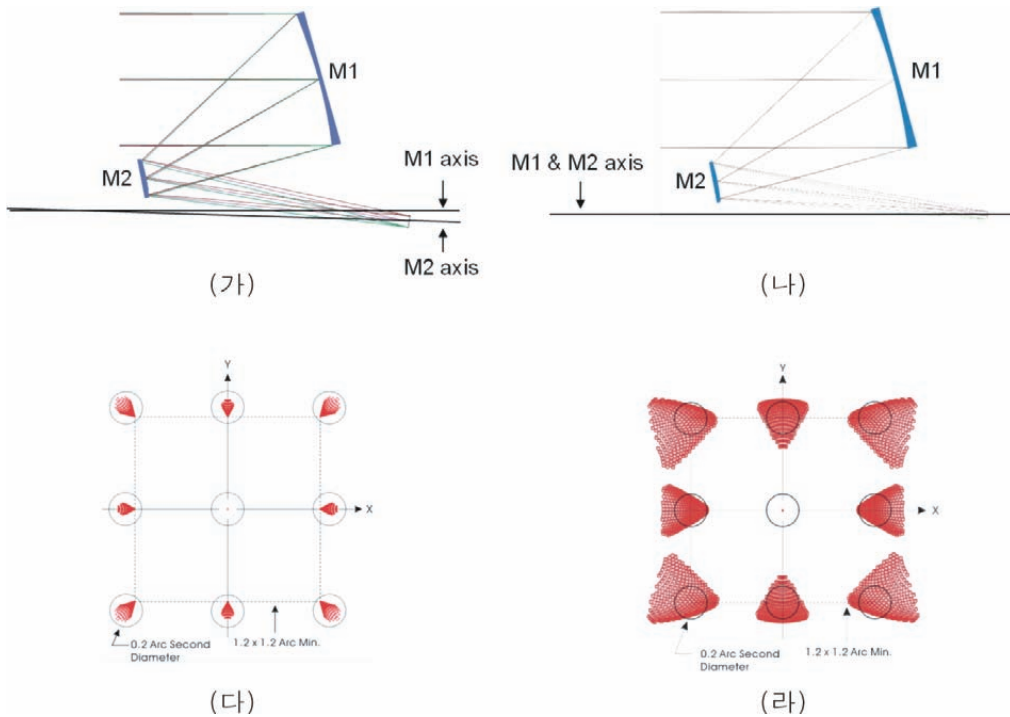 M1
M1 axis
M2
M2 axis
(가)
M1
M1 & M2 axis
M2
(나)
Y
X
0.2 Arc Second
Diameter
1.2 x 1.2 Arc Min.
(다)
Y
X
0.2 Arc Second
Diameter
1.2 x 1.2 Arc Min.
(라)